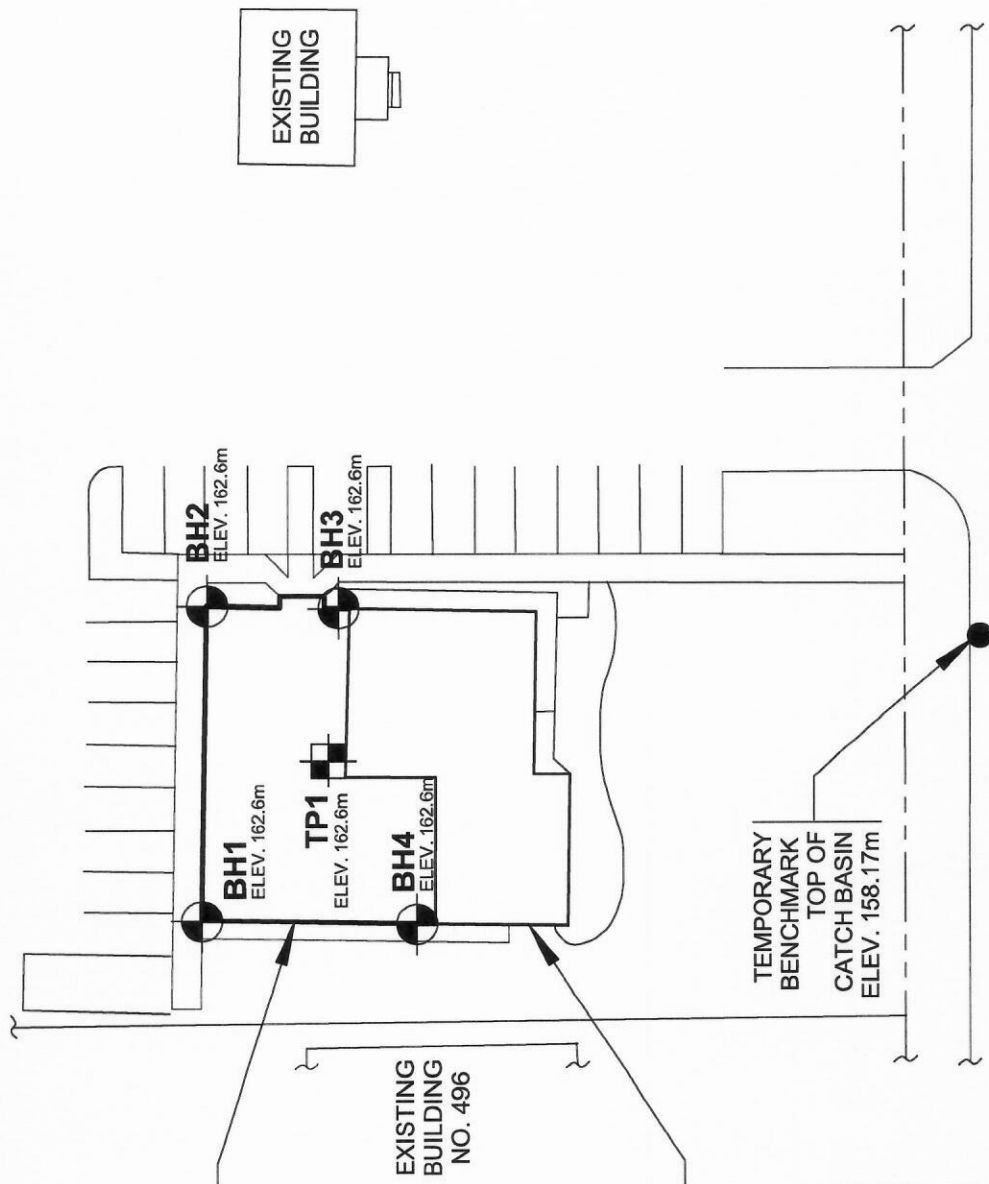 EXISTING
BUILDING
BH2
ELEV. 162.6m
BH3
ELEV. 162.6m
BH1
ELEV. 162.6m
TP1
ELEV. 162.6m
BH4
ELEV. 162.6m
EXISTING
BUILDING
NO. 496
TEMPORARY
BENCHMARK
TOP OF
CATCH BASIN
ELEV. 158.17m